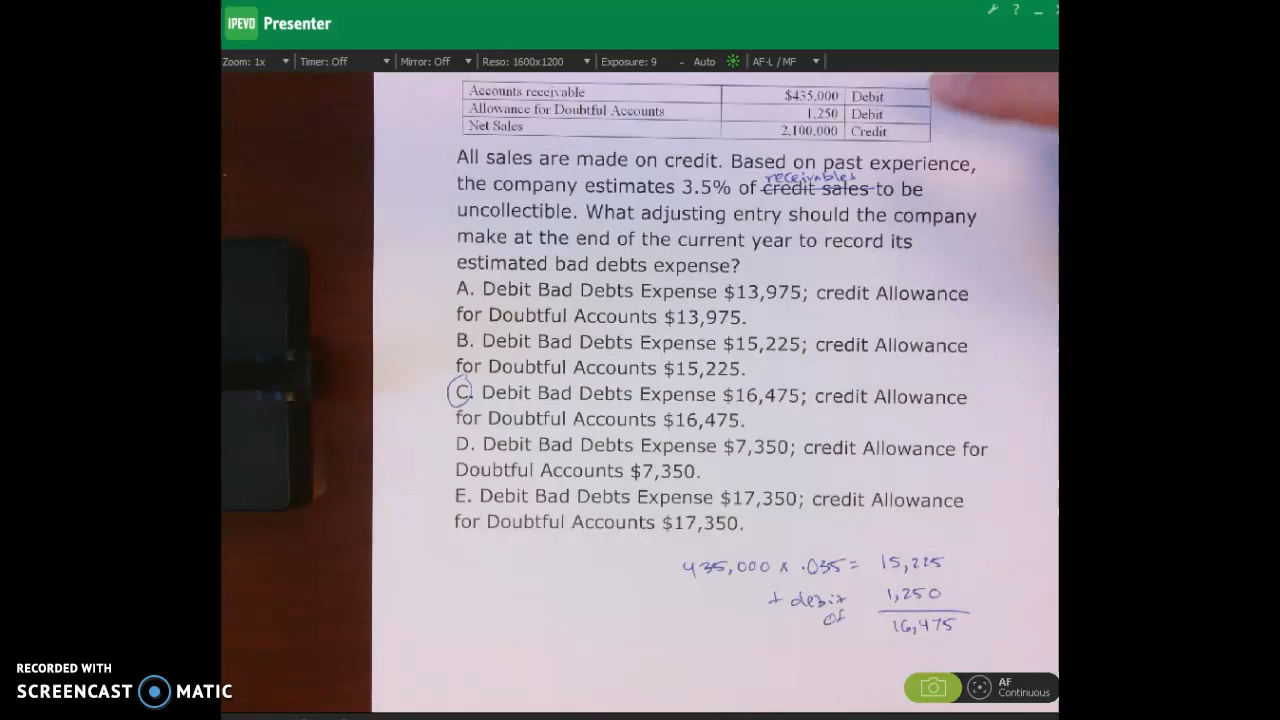 IPEVO Presenter
Zoom: 1x Timer: Off Mirror: Off Reso: 1600x1200 Exposure: 9 - Auto AF-L / MF
Accounts receivable $435,000 Debit
Allowance for Doubtful Accounts 1,250 Debit
Net Sales 2,100,000 Credit
All sales are made on credit. Based on past experience,
receivables
the company estimates 3.5% of credit sales to be
uncollectible. What adjusting entry should the company
make at the end of the current year to record its
estimated bad debts expense?
A. Debit Bad Debts Expense $13,975; credit Allowance
for Doubtful Accounts $13,975.
B. Debit Bad Debts Expense $15,225; credit Allowance
for Doubtful Accounts $15,225.
C. Debit Bad Debts Expense $16,475; credit Allowance
for Doubtful Accounts $16,475.
D. Debit Bad Debts Expense $7,350; credit Allowance for
Doubtful Accounts $7,350.
E. Debit Bad Debts Expense $17,350; credit Allowance
for Doubtful Accounts $17,350.
435,000 x .035 = 15,225
+ debit 1,250
of
16,475
RECORDED WITH
SCREENCAST MATIC
AF
Continuous